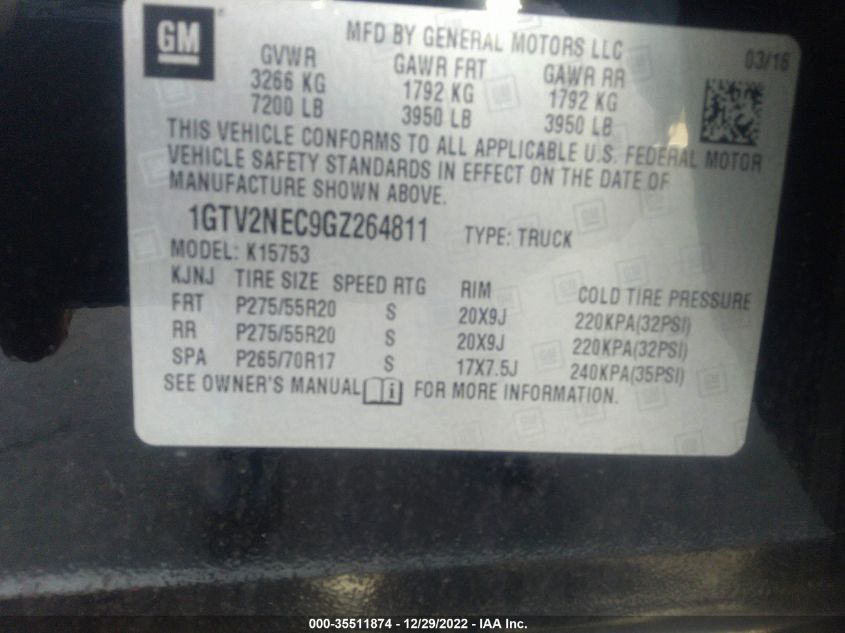 GM
MFD BY GENERAL MOTORS LLC
03/16
GVWR GAWR FRT GAWR RR
3266 KG 1792 KG 1792 KG
7200 LB 3950 LB 3950 LB
THIS VEHICLE CONFORMS TO ALL APPLICABLE U.S. FEDERAL MOTOR
VEHICLE SAFETY STANDARDS IN EFFECT ON THE DATE OF
MANUFACTURE SHOWN ABOVE.
1GTV2NEC9GZ264811 TYPE: TRUCK
MODEL: K15753
KJNJ TIRE SIZE SPEED RTG RIM COLD TIRE PRESSURE
FRT P275/55R20 S 20X9J 220KPA(32PSI)
RR P275/55R20 S 20X9J 220KPA(32PSI)
SPA P265/70R17 S 17X7.5J 240KPA(35PSI)
SEE OWNER'S MANUAL i FOR MORE INFORMATION.
000-35511874 - 12/29/2022 - IAA Inc.